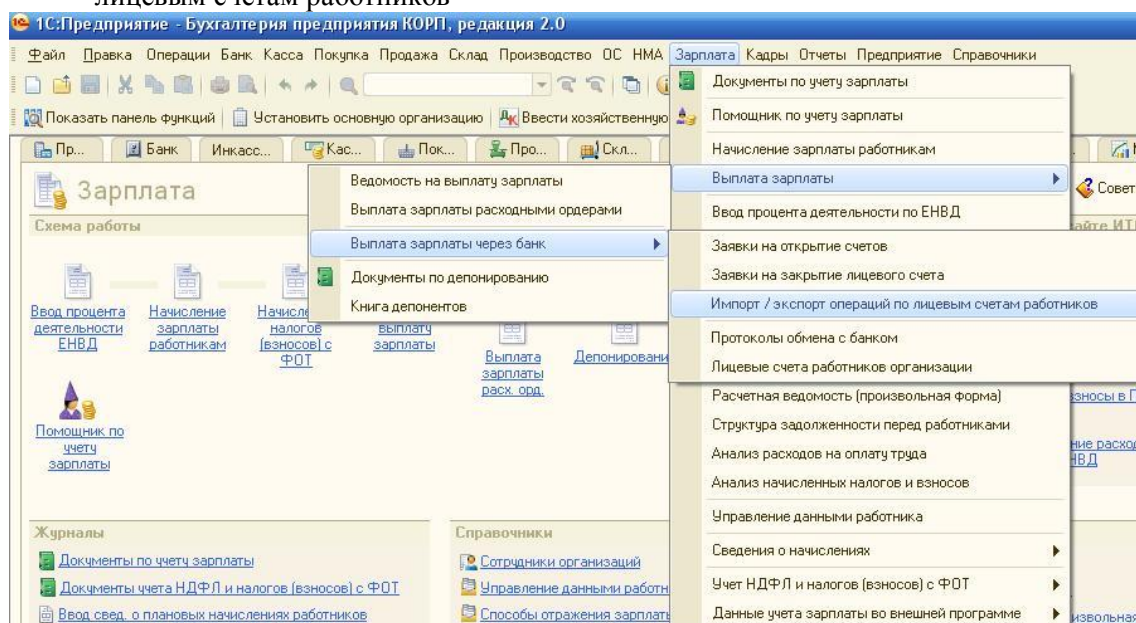 лицевым счетам работников
1С:Предприятие - Бухгалтерия предприятия КОРП, редакция 2.0
Файл Правка Операции Банк Касса Покупка Продажа Склад Производство ОС НМА Зарплата Кадры Отчеты Предприятие Справочники
Показать панель функций Установить основную организацию Ввести хозяйственную
Пр... Банк Инкасс... Кас... Пок... Про... Скл...
Зарплата
Схема работы
Ввод процента деятельности ЕНВД
Начисление зарплаты работникам
налогов (взносов) с ФОТ
выплату зарплаты
Выплата зарплаты расх. орд.
Помощник по учету зарплаты
Журналы
Документы по учету зарплаты
Документы учета НДФЛ и налогов (взносов) с ФОТ
Ввод свед. о плановых начислениях работников
Справочники
Сотрудники организаций
Управление данными
Способы отражения
Документы по учету зарплаты
Помощник по учету зарплаты
Начисление зарплаты работникам
Выплата зарплаты
Ввод процента деятельности по ЕНВД
Ведомость на выплату зарплаты
Выплата зарплаты расходными ордерами
Выплата зарплаты через банк
Документы по депонированию
Книга депонентов
Заявки на открытие счетов
Заявки на закрытие лицевого счета
Импорт / экспорт операций по лицевым счетам работников
Протоколы обмена с банком
Лицевые счета работников организации
Расчетная ведомость (произвольная форма)
Структура задолженности перед работниками
Анализ расходов на оплату труда
Анализ начисленных налогов и взносов
Управление данными работника
Сведения о начислениях
Учет НДФЛ и налогов (взносов) с ФОТ
Данные учета зарплаты во внешней программе
Совет